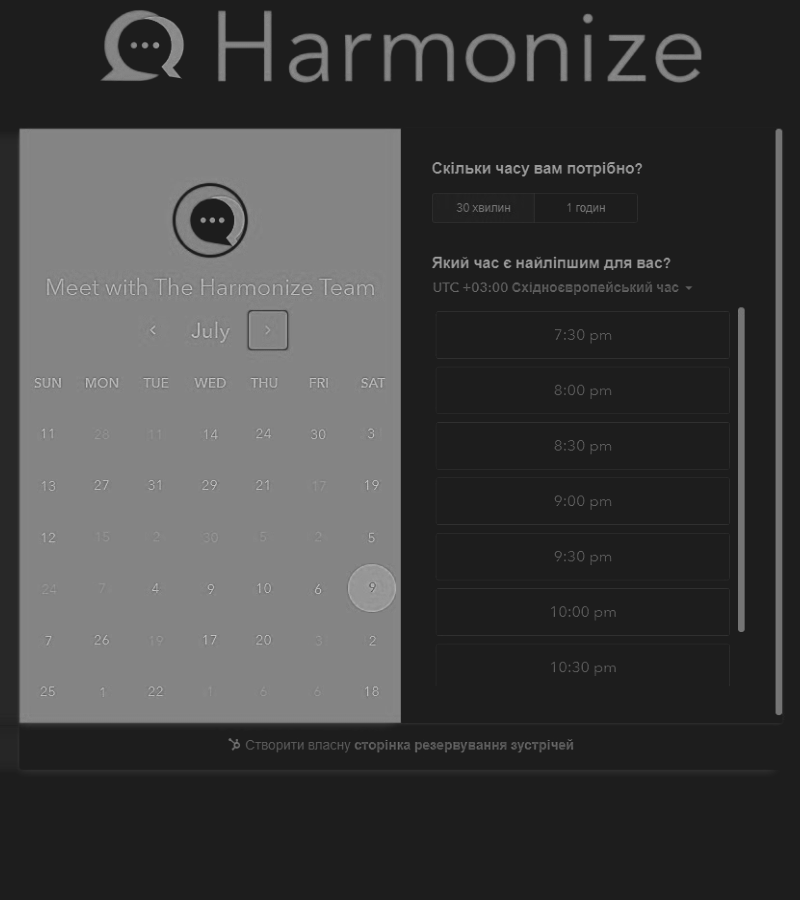 Harmonize
Meet with The Harmonize Team
July
SUN MON TUE WED THU FRI SAT
11 28 11 14 24 30 3
13 27 31 29 21 17 19
12 15 2 30 5 2 5
24 7 4 9 10 6 9
7 26 19 17 20 3 2
25 1 22 1 6 6 18
Скільки часу вам потрібно?
30 хвилин 1 годин
Який час є найліпшим для вас?
UTC +03:00 Східноєвропейський час
7:30 pm
8:00 pm
8:30 pm
9:00 pm
9:30 pm
10:00 pm
10:30 pm
Створити власну сторінка резервування зустрічей